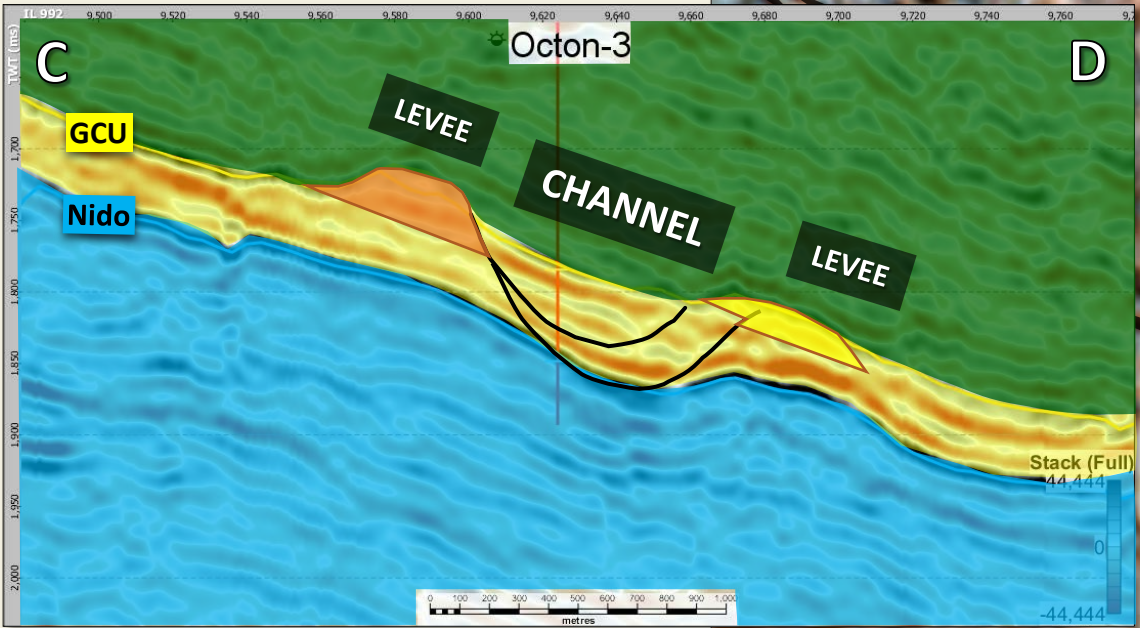 IL 992 9,500 9,520 9,540 9,560 9,580 9,600 9,620 9,640 9,660 9,680 9,700 9,720 9,740 9,760
TWT (ms)
C
Octon-3
D
LEVEE
GCU
1,700
CHANNEL
Nido
1,750
LEVEE
1,800
1,850
1,900
Stack (Full)
44,444
1,950
0
2,000
-44,444
0 100 200 300 400 500 600 700 800 900 1,000
metres